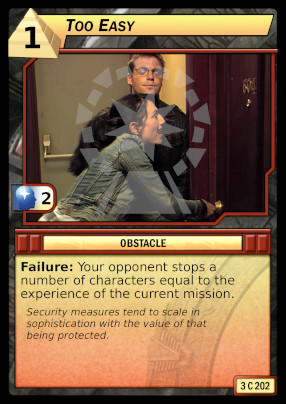 1
TOO EASY
2
OBSTACLE
Failure: Your opponent stops a
number of characters equal to the
experience of the current mission.
Security measures tend to scale in
sophistication with the value of that
being protected.
3 C 202